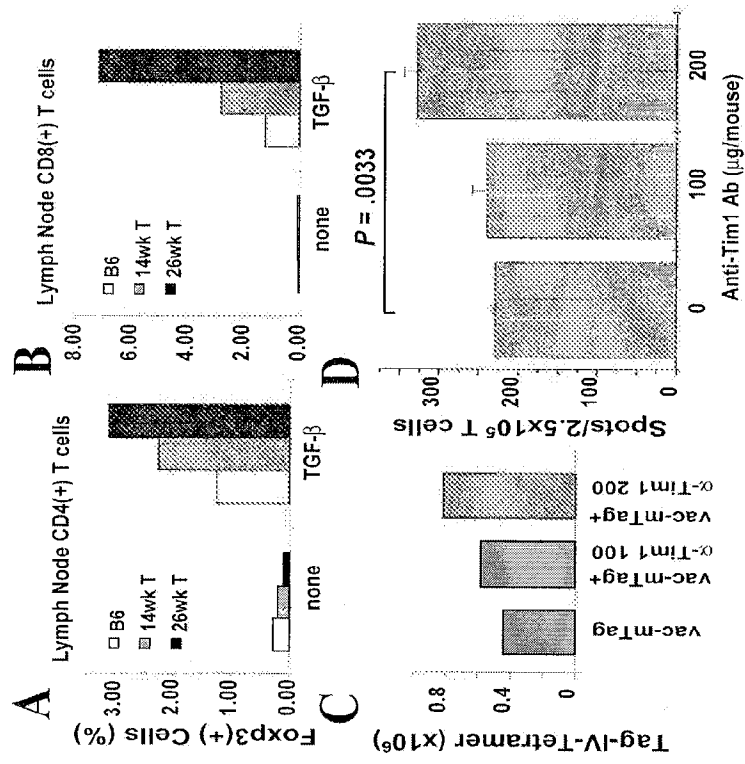 A
Lymph Node CD4(+) T cells
B6
14wk T
26wk T
Foxp3(+) Cells (%)
3.00
2.00
1.00
0.00
none
TGF-β
B
Lymph Node CD8(+) T cells
B6
14wk T
26wk T
8.00
6.00
4.00
2.00
0.00
none
TGF-β
C
Tag-IV-Tetramer (x10⁶)
0.8
0.4
0
vac-mTag
vac-mTag+
α-Tim1 100
vac-mTag+
α-Tim1 200
D
P = .0033
Spots/2.5x10⁵ T cells
300
200
100
0
0
100
200
Anti-Tim1 Ab (µg/mouse)